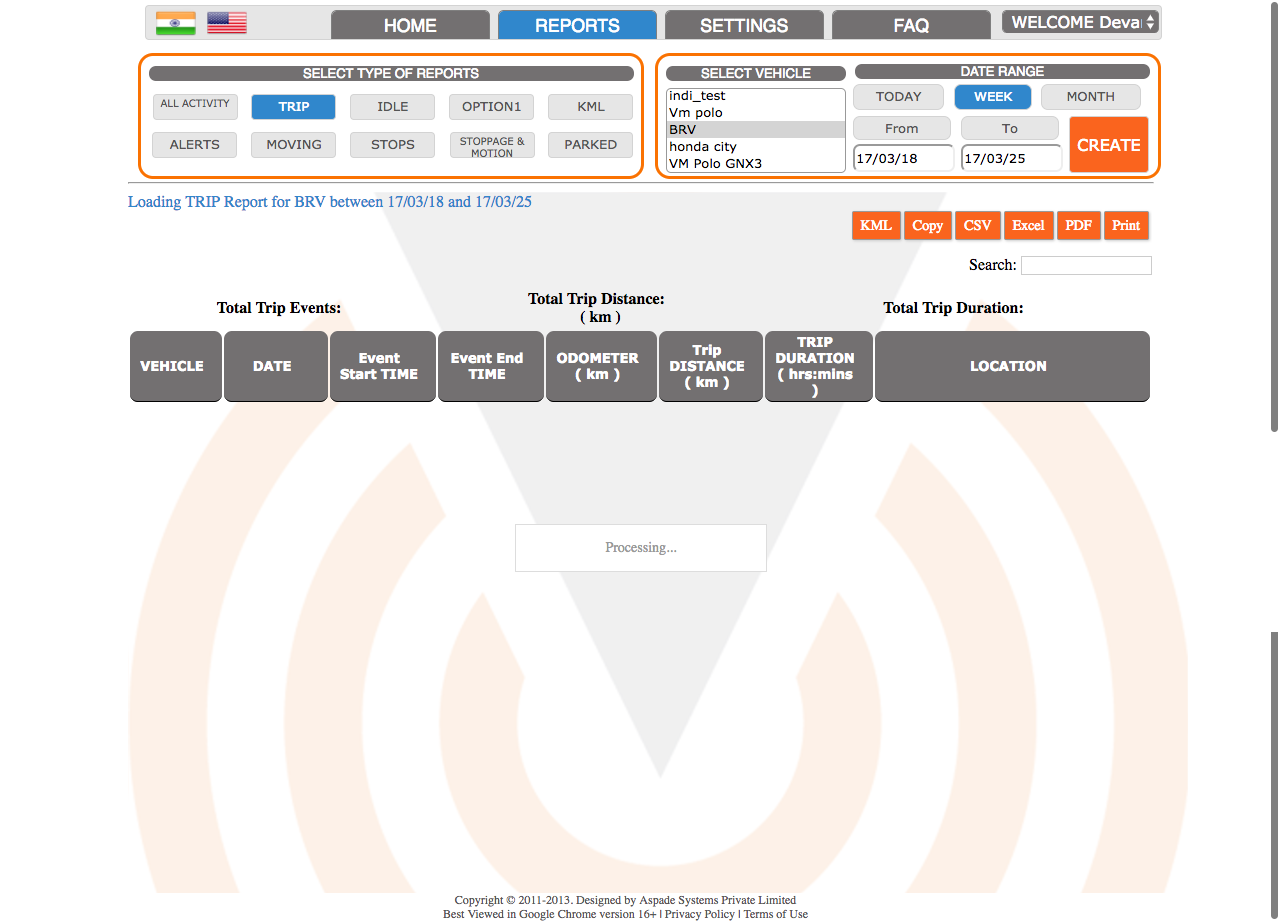 HOME REPORTS SETTINGS FAQ WELCOME Deva
SELECT TYPE OF REPORTS
ALL ACTIVITY TRIP IDLE OPTION1 KML
ALERTS MOVING STOPS STOPPAGE & MOTION PARKED
SELECT VEHICLE
indi_test
Vm polo
BRV
honda city
VM Polo GNX3
DATE RANGE
TODAY WEEK MONTH
From To
17/03/18 17/03/25
CREATE
Loading TRIP Report for BRV between 17/03/18 and 17/03/25
KML Copy CSV Excel PDF Print
Search:
Total Trip Events:
Total Trip Distance:
( km )
Total Trip Duration:
VEHICLE
DATE
Event
Start TIME
Event End
TIME
ODOMETER
( km )
Trip
DISTANCE
( km )
TRIP
DURATION
( hrs:mins
)
LOCATION
Processing...
Copyright © 2011-2013. Designed by Aspade Systems Private Limited
Best Viewed in Google Chrome version 16+ | Privacy Policy | Terms of Use